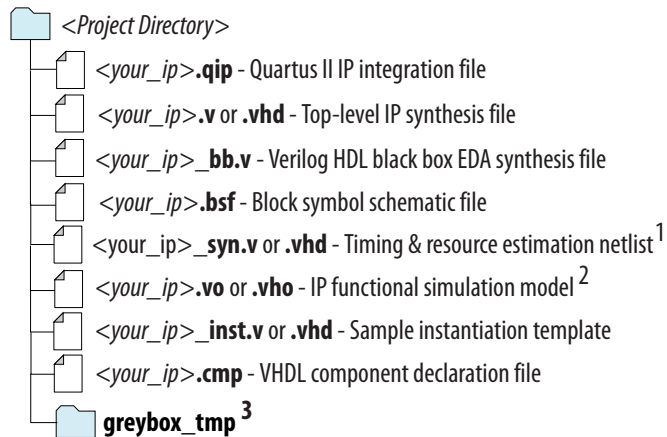 <Project Directory>
<your_ip>.qip - Quartus II IP integration file
<your_ip>.v or .vhd - Top-level IP synthesis file
<your_ip>_bb.v - Verilog HDL black box EDA synthesis file
<your_ip>.bsf - Block symbol schematic file
<your_ip>_syn.v or .vhd - Timing & resource estimation netlist 1
<your_ip>.vo or .vho - IP functional simulation model 2
<your_ip>_inst.v or .vhd - Sample instantiation template
<your_ip>.cmp - VHDL component declaration file
greybox_tmp 3